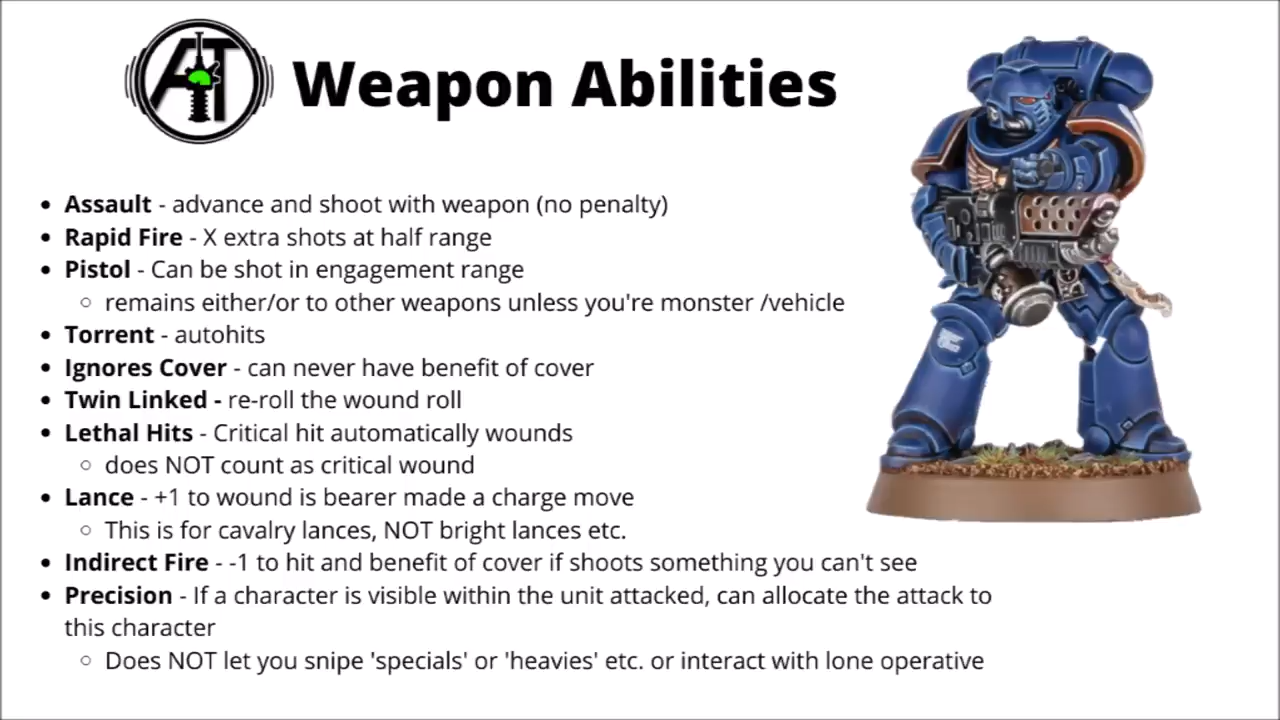 AT
Weapon Abilities
• Assault - advance and shoot with weapon (no penalty)
• Rapid Fire - X extra shots at half range
• Pistol - Can be shot in engagement range
○ remains either/or to other weapons unless you're monster /vehicle
• Torrent - autohits
• Ignores Cover - can never have benefit of cover
• Twin Linked - re-roll the wound roll
• Lethal Hits - Critical hit automatically wounds
○ does NOT count as critical wound
• Lance - +1 to wound is bearer made a charge move
○ This is for cavalry lances, NOT bright lances etc.
• Indirect Fire - -1 to hit and benefit of cover if shoots something you can't see
• Precision - If a character is visible within the unit attacked, can allocate the attack to
this character
○ Does NOT let you snipe 'specials' or 'heavies' etc. or interact with lone operative